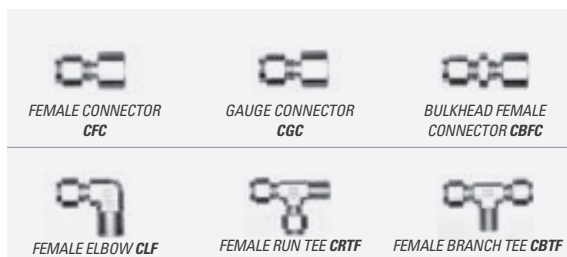 FEMALE CONNECTOR
CFC
GAUGE CONNECTOR
CGC
BULKHEAD FEMALE
CONNECTOR CBFC
FEMALE ELBOW CLF
FEMALE RUN TEE CRTF
FEMALE BRANCH TEE CBTF